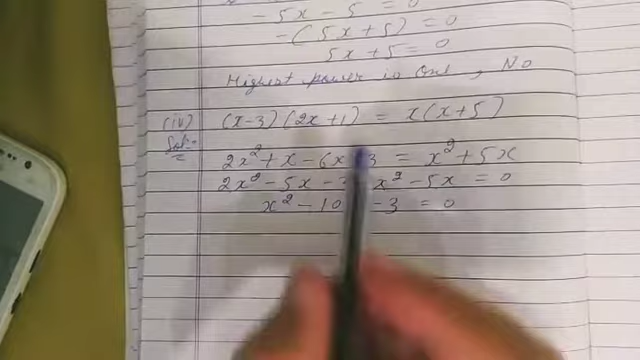 - 5x - 5 = 0
-(5x + 5) = 0
5x + 5 = 0
Highest power is One, No
(iv) (x-3)(2x+1) = x(x+5)
Sol:-
2x² + x - 6x 3 = x² + 5x
2x² - 5x - x² - 5x = 0
x² - 10 - 3 = 0